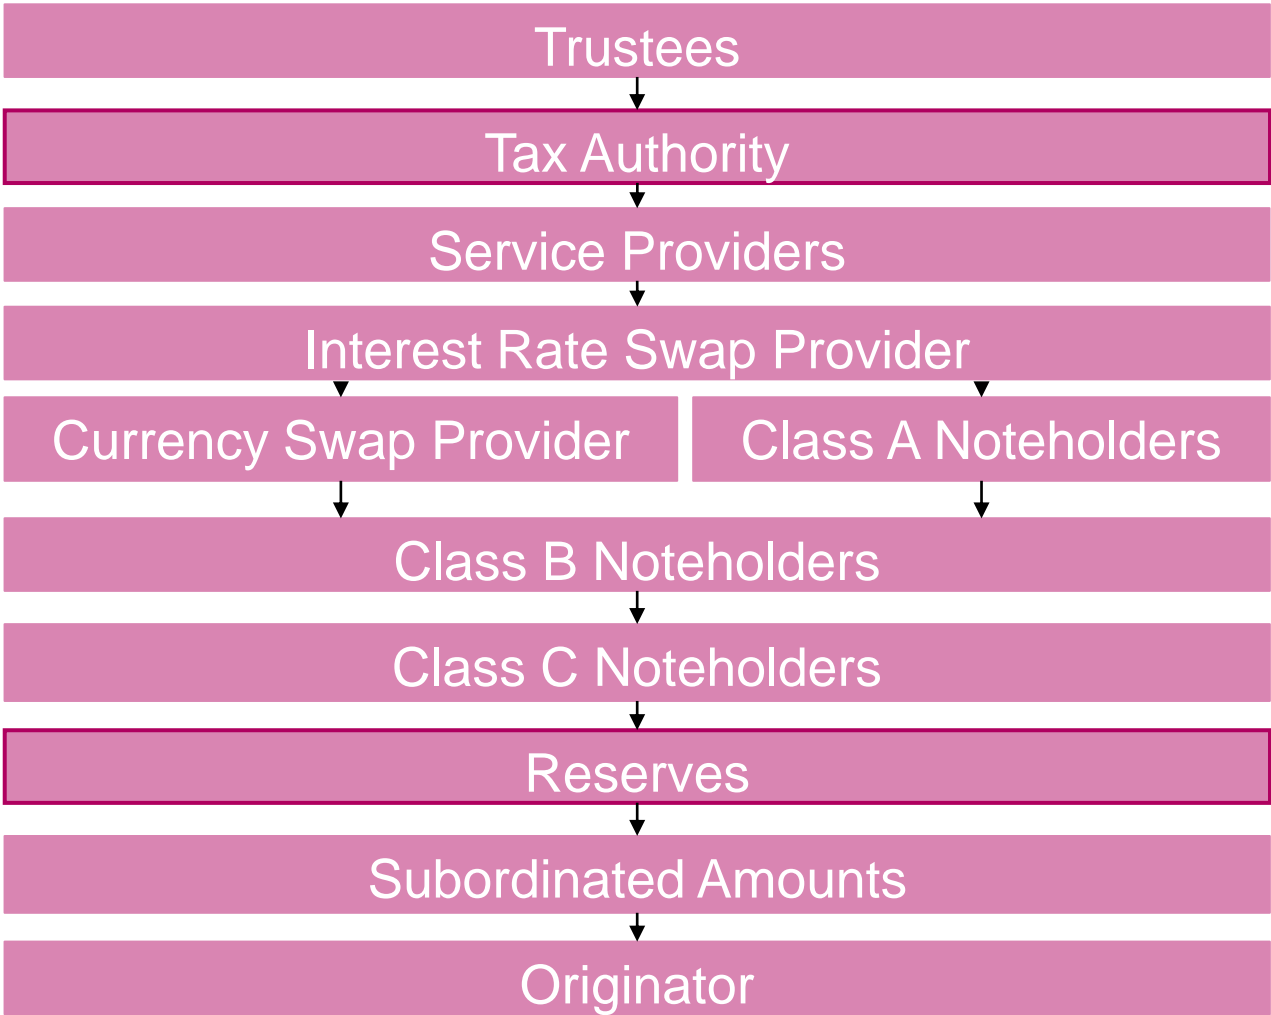 Trustees
Tax Authority
Service Providers
Interest Rate Swap Provider
Currency Swap Provider
Class A Noteholders
Class B Noteholders
Class C Noteholders
Reserves
Subordinated Amounts
Originator